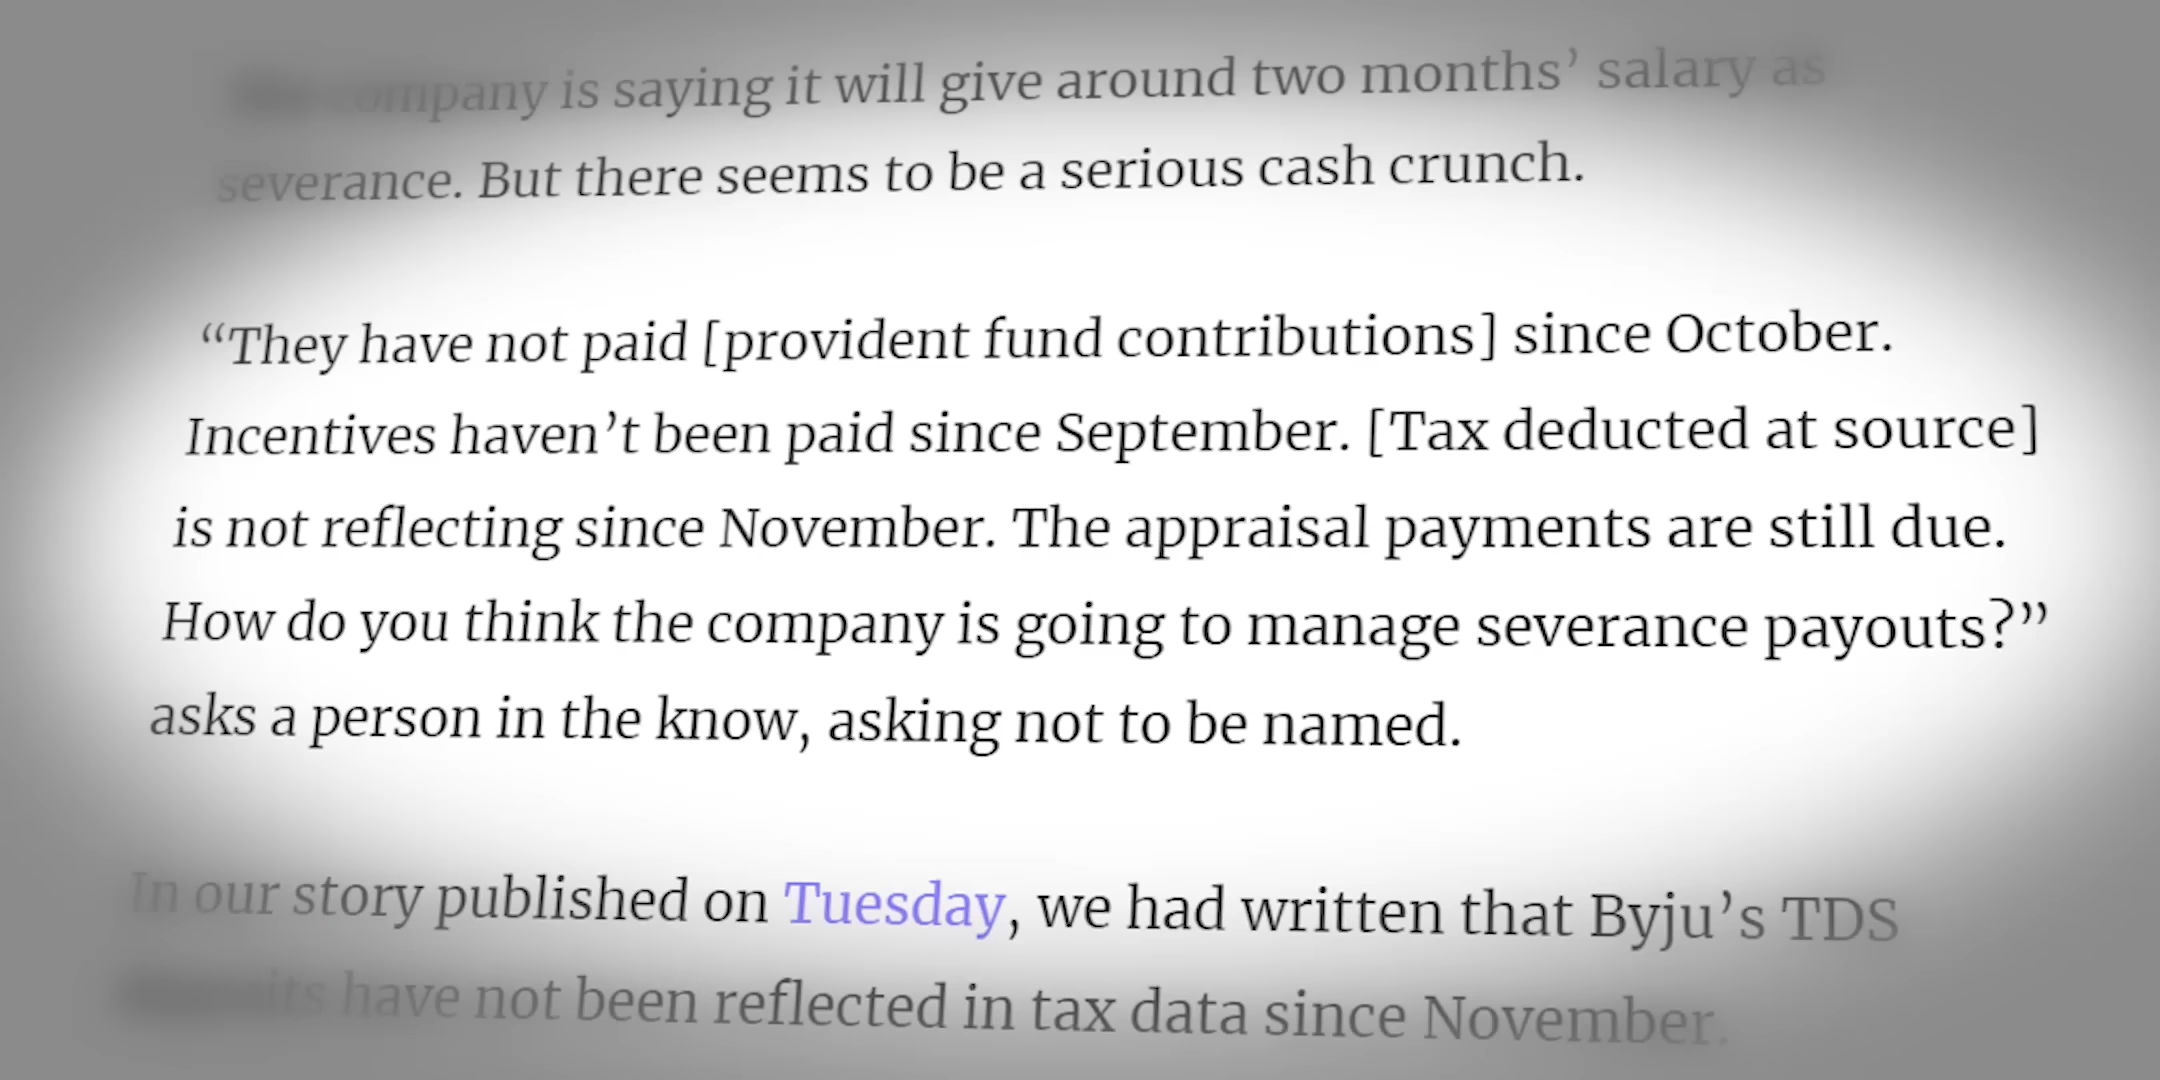 company is saying it will give around two months’ salary as
severance. But there seems to be a serious cash crunch.
“They have not paid [provident fund contributions] since October.
Incentives haven’t been paid since September. [Tax deducted at source]
is not reflecting since November. The appraisal payments are still due.
How do you think the company is going to manage severance payouts?”
asks a person in the know, asking not to be named.
In our story published on Tuesday, we had written that Byju’s TDS
have not been reflected in tax data since November.